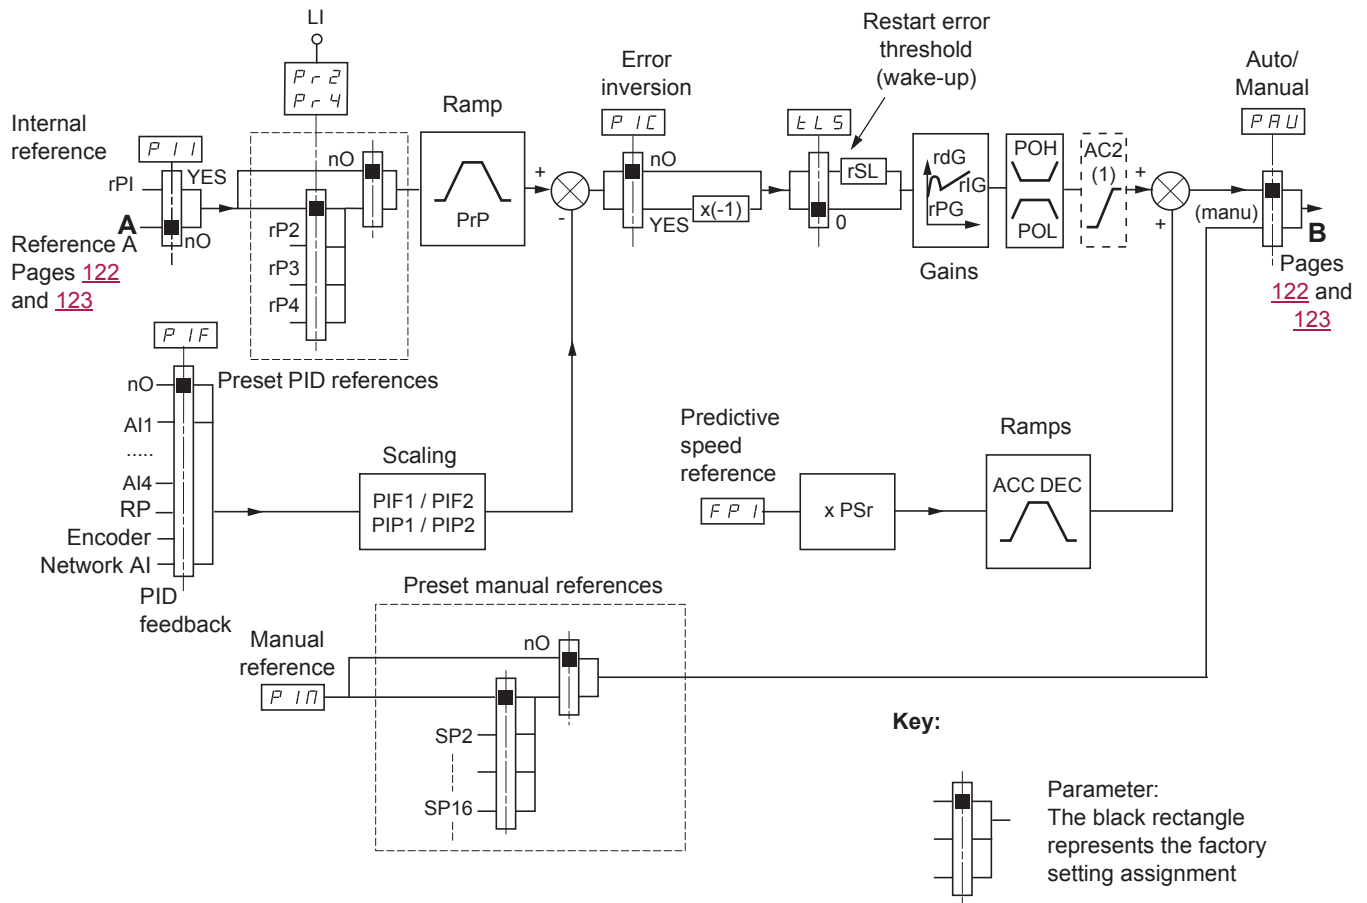 LI
Pr2
Pr4
Internal
reference
PII
rPI
YES
A
nO
Reference A
Pages 122
and 123
nO
rP2
rP3
rP4
Preset PID references
Ramp
PrP
+
-
Error
inversion
PIC
nO
YES
x(-1)
Restart error
threshold
(wake-up)
tLS
rSL
0
rdG
rIG
rPG
Gains
POH
POL
AC2
(1)
+
+
Auto/
Manual
PAU
(manu)
B
Pages
122 and
123
PIF
nO
AI1
.....
AI4
RP
Encoder
Network AI
PID
feedback
Scaling
PIF1 / PIF2
PIP1 / PIP2
Predictive
speed
reference
FPI
x PSr
Ramps
ACC DEC
Preset manual references
Manual
reference
PIM
nO
SP2
SP16
Key:
Parameter:
The black rectangle
represents the factory
setting assignment